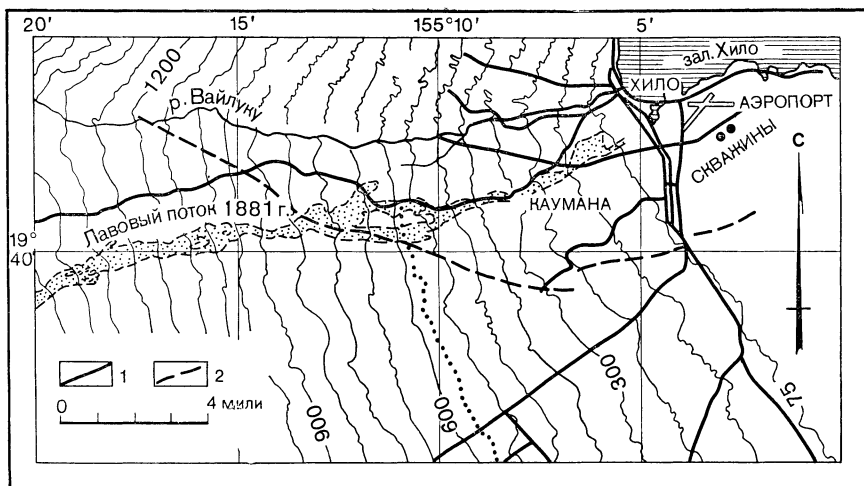 20′ 15′ 155°10′ 5′
1200
р. Вайлуку
зал. Хило
ХИЛО
АЭРОПОРТ
СКВАЖИНЫ
С
Лавовый поток 1881 г.
КАУМАНА
19°
40′
1 2
0 4 мили
900
600
300
75